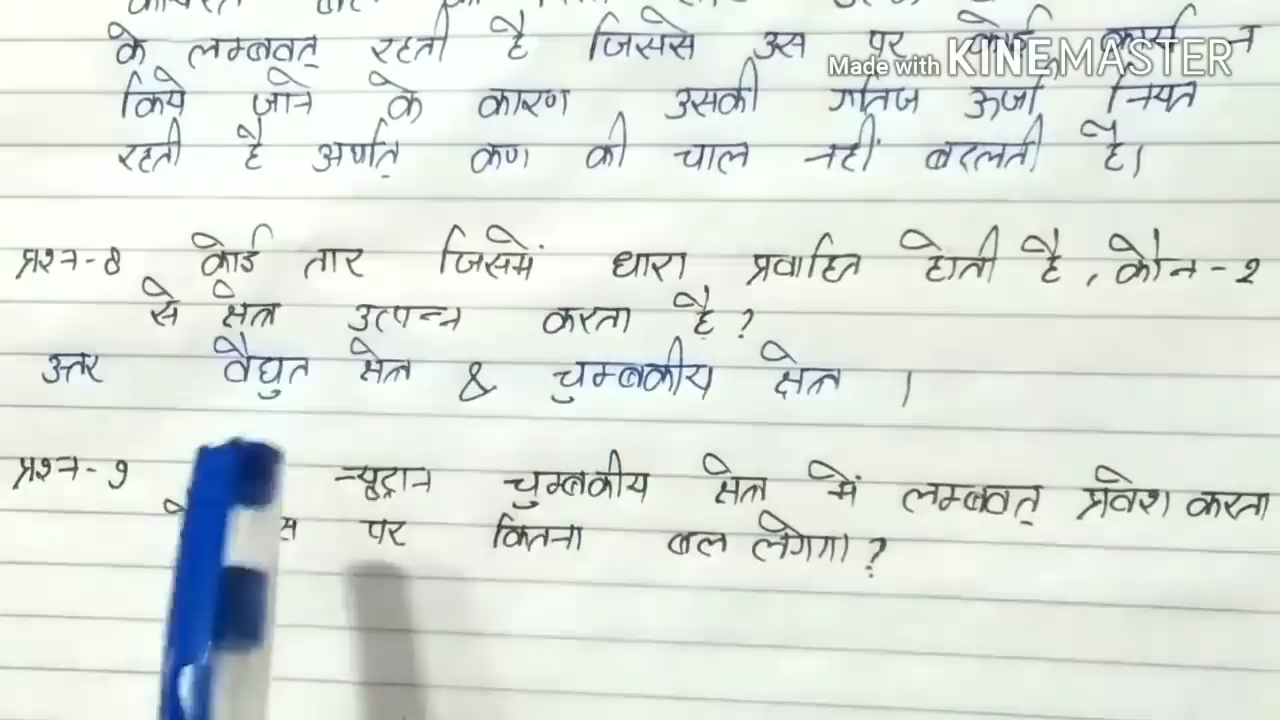 के लम्बवत् रहती है जिससे उस पर कोई कार्य न
Made with KINEMASTER
किये जाने के कारण उसकी गतिज ऊर्जा नियत
रहती है अर्थात् कण की चाल नहीं बदलती है।
प्रश्न-8 कोई तार जिसमें धारा प्रवाहित होती है, कौन-2
से क्षेत्र उत्पन्न करता है?
उत्तर वैद्युत क्षेत्र & चुम्बकीय क्षेत्र ।
प्रश्न-9 न्यूट्रान चुम्बकीय क्षेत्र में लम्बवत् प्रवेश करता
पर कितना बल लगेगा?